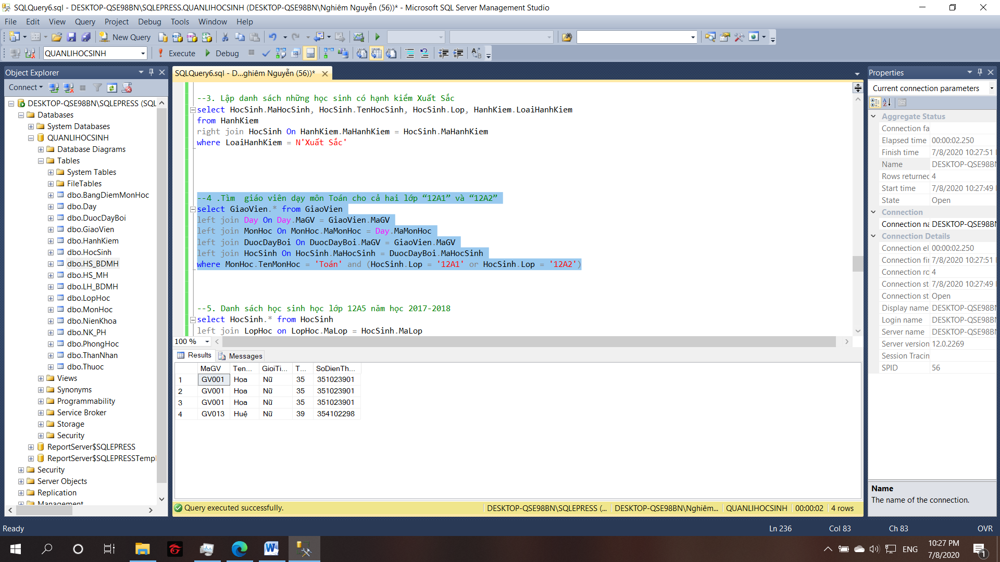 SQLQuery6.sql - DESKTOP-QSE98BN\SQLEPRESS.QUANLIHOCSINH (DESKTOP-QSE98BN\Nghiêm Nguyễn (56))* - Microsoft SQL Server Management Studio
File Edit View Query Project Debug Tools Window Help
New Query
QUANLIHOCSINH Execute Debug
Object Explorer
Connect
DESKTOP-QSE98BN\SQLEPRESS (SQL
Databases
System Databases
QUANLIHOCSINH
Database Diagrams
Tables
System Tables
FileTables
dbo.BangDiemMonHoc
dbo.Day
dbo.DuocDayBoi
dbo.GiaoVien
dbo.HanhKiem
dbo.HocSinh
dbo.HS_BDMH
dbo.HS_MH
dbo.LH_BDMH
dbo.LopHoc
dbo.MonHoc
dbo.NienKhoa
dbo.NK_PH
dbo.PhongHoc
dbo.ThanNhan
dbo.Thuoc
Views
Synonyms
Programmability
Service Broker
Storage
Security
ReportServer$SQLEPRESS
ReportServer$SQLEPRESSTempl
Security
Server Objects
Replication
Management
SQLQuery6.sql - D...ghiêm Nguyễn (56))*
--3. Lập danh sách những học sinh có hạnh kiểm Xuất Sắc
select HocSinh.MaHocSinh, HocSinh.TenHocSinh, HocSinh.Lop, HanhKiem.LoaiHanhKiem
from HanhKiem
right join HocSinh On HanhKiem.MaHanhKiem = HocSinh.MaHanhKiem
where LoaiHanhKiem = N'Xuất Sắc'
--4 .Tìm  giáo viên dạy môn Toán cho cả hai lớp “12A1” và “12A2”
select GiaoVien.* from GiaoVien
left join Day On Day.MaGV = GiaoVien.MaGV
left join MonHoc On MonHoc.MaMonHoc = Day.MaMonHoc
left join DuocDayBoi On DuocDayBoi.MaGV = GiaoVien.MaGV
left join HocSinh On HocSinh.MaHocSinh = DuocDayBoi.MaHocSinh
where MonHoc.TenMonHoc = 'Toán' and (HocSinh.Lop = '12A1' or HocSinh.Lop = '12A2')
--5. Danh sách học sinh học lớp 12A5 năm học 2017-2018
select HocSinh.* from HocSinh
left join LopHoc on LopHoc.MaLop = HocSinh.MaLop
100 %
Results Messages
MaGV Ten... GioiTi... T... SoDienTh...
1 GV001 Hoa Nữ 35 351023901
2 GV001 Hoa Nữ 35 351023901
3 GV001 Hoa Nữ 35 351023901
4 GV013 Huệ Nữ 39 354102298
Query executed successfully. DESKTOP-QSE98BN\SQLEPRESS (... DESKTOP-QSE98BN\Nghiêm... QUANLIHOCSINH 00:00:02 4 rows
Properties
Current connection parameters
Aggregate Status
Connection fa
Elapsed time 00:00:02.250
Finish time 7/8/2020 10:27:51
Name DESKTOP-QSE98BN
Rows returned 4
Start time 7/8/2020 10:27:49
State Open
Connection
Connection na DESKTOP-QSE98BN
Connection Details
Connection el 00:00:02.250
Connection fin 7/8/2020 10:27:51
Connection ro 4
Connection st 7/8/2020 10:27:49
Connection st Open
Display name DESKTOP-QSE98BN
Login name DESKTOP-QSE98BN
Server name DESKTOP-QSE98BN
Server version 12.0.2269
Session Tracin
SPID 56
Name
The name of the connection.
Ready Ln 236 Col 83 Ch 83 OVR
ENG
10:27 PM
7/8/2020
1